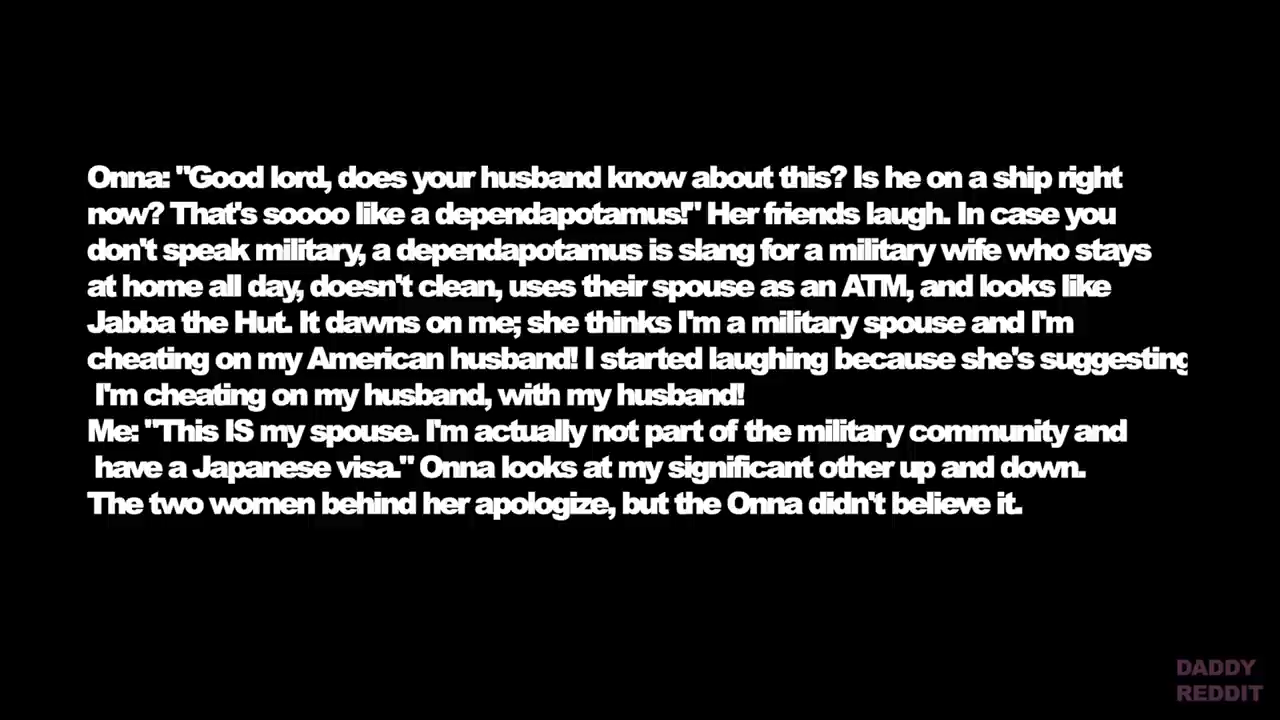 Onna: "Good lord, does your husband know about this? Is he on a ship right
now? That's soooo like a dependapotamus!" Her friends laugh. In case you
don't speak military, a dependapotamus is slang for a military wife who stays
at home all day, doesn't clean, uses their spouse as an ATM, and looks like
Jabba the Hut. It dawns on me; she thinks I'm a military spouse and I'm
cheating on my American husband! I started laughing because she's suggesting
I'm cheating on my husband, with my husband!
Me: "This IS my spouse. I'm actually not part of the military community and
have a Japanese visa." Onna looks at my significant other up and down.
The two women behind her apologize, but the Onna didn't believe it.
DADDY
REDDIT